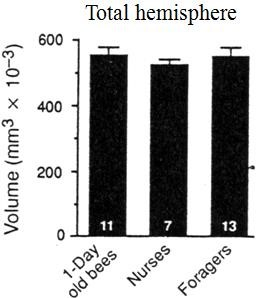 Total hemisphere
Volume (mm³ × 10⁻³)
600
400
200
0
11
7
13
1-Day
old bees
Nurses
Foragers